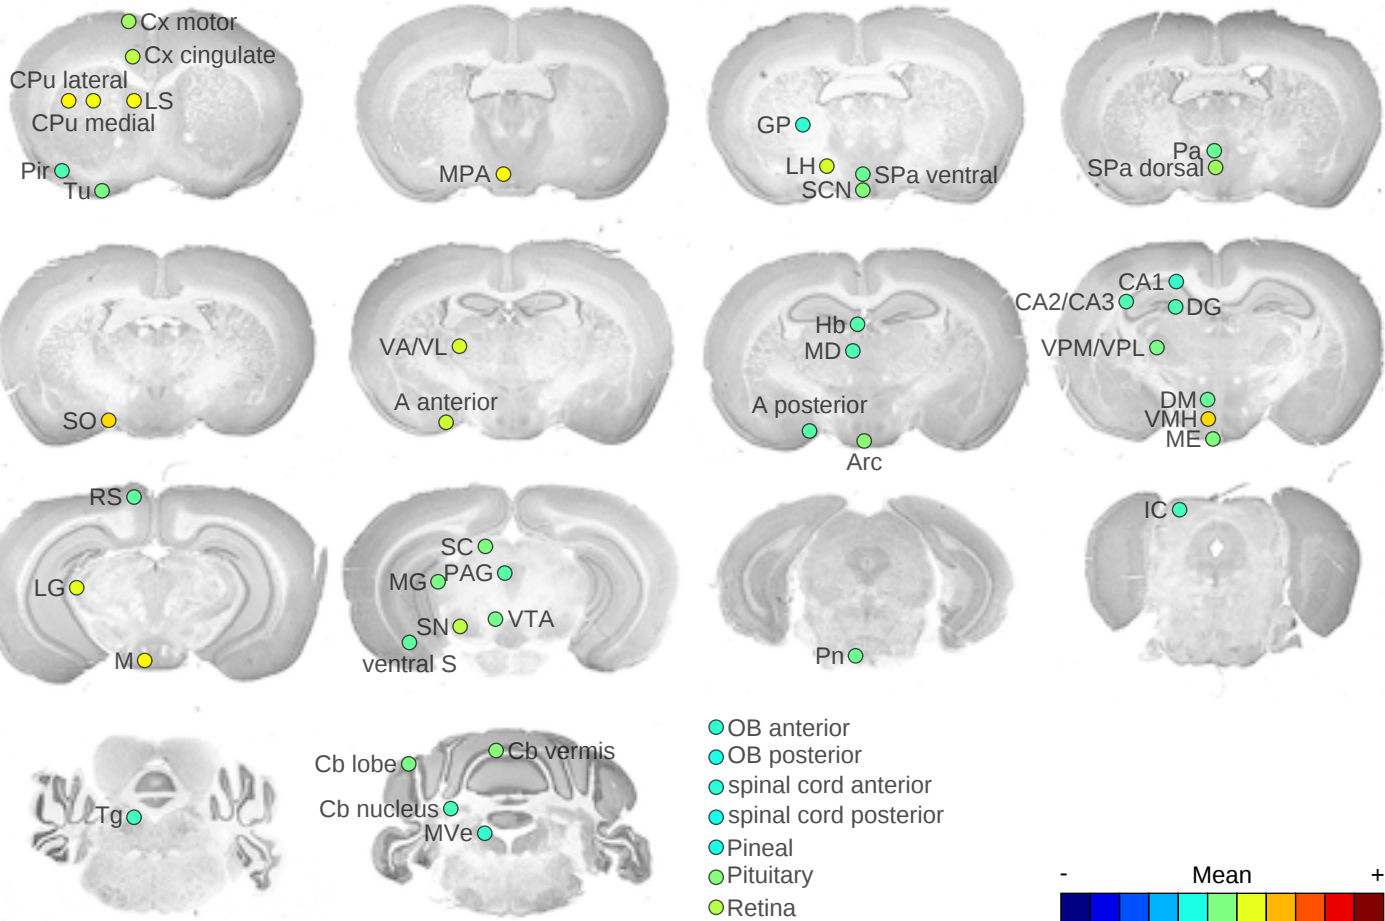 Cx motor
Cx cingulate
CPu lateral
LS
CPu medial
Pir
Tu
MPA
GP
LH
SPa ventral
SCN
Pa
SPa dorsal
SO
VA/VL
A anterior
Hb
MD
A posterior
Arc
CA1
CA2/CA3
DG
VPM/VPL
DM
VMH
ME
RS
LG
M
SC
MG
PAG
SN
VTA
ventral S
Pn
IC
Tg
Cb lobe
Cb vermis
Cb nucleus
MVe
OB anterior
OB posterior
spinal cord anterior
spinal cord posterior
Pineal
Pituitary
Retina
- Mean +